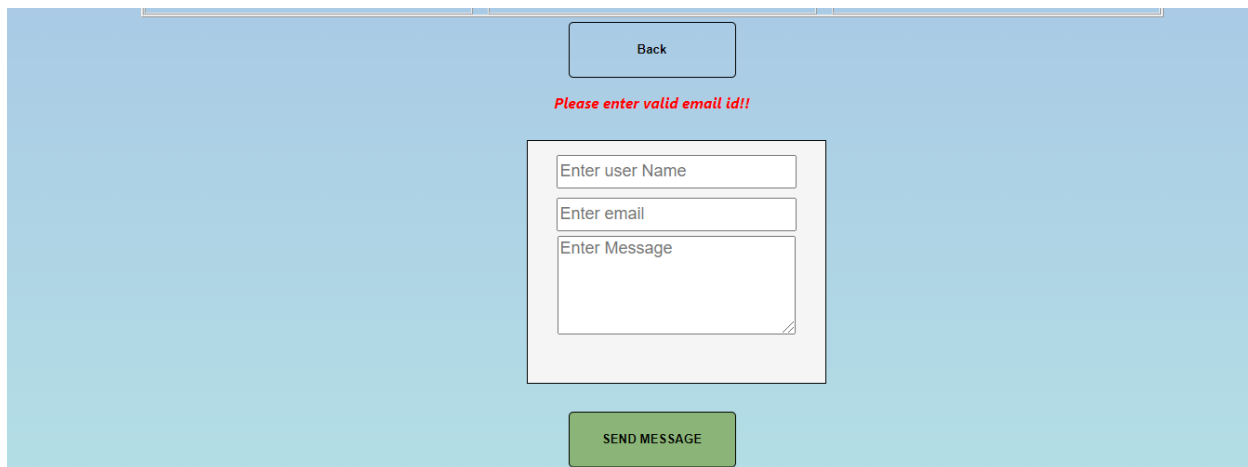 Back
Please enter valid email id!!
Enter user Name
Enter email
Enter Message
SEND MESSAGE